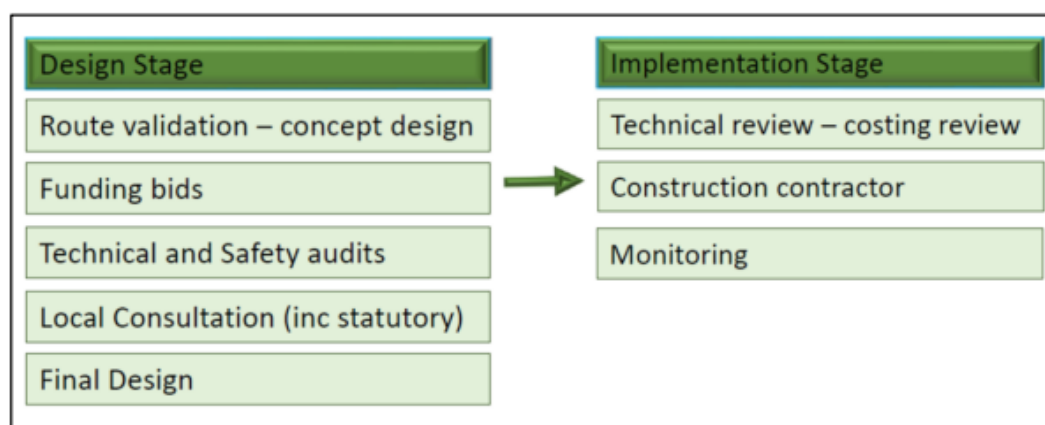 Design Stage
Route validation – concept design
Funding bids
Technical and Safety audits
Local Consultation (inc statutory)
Final Design
Implementation Stage
Technical review – costing review
Construction contractor
Monitoring